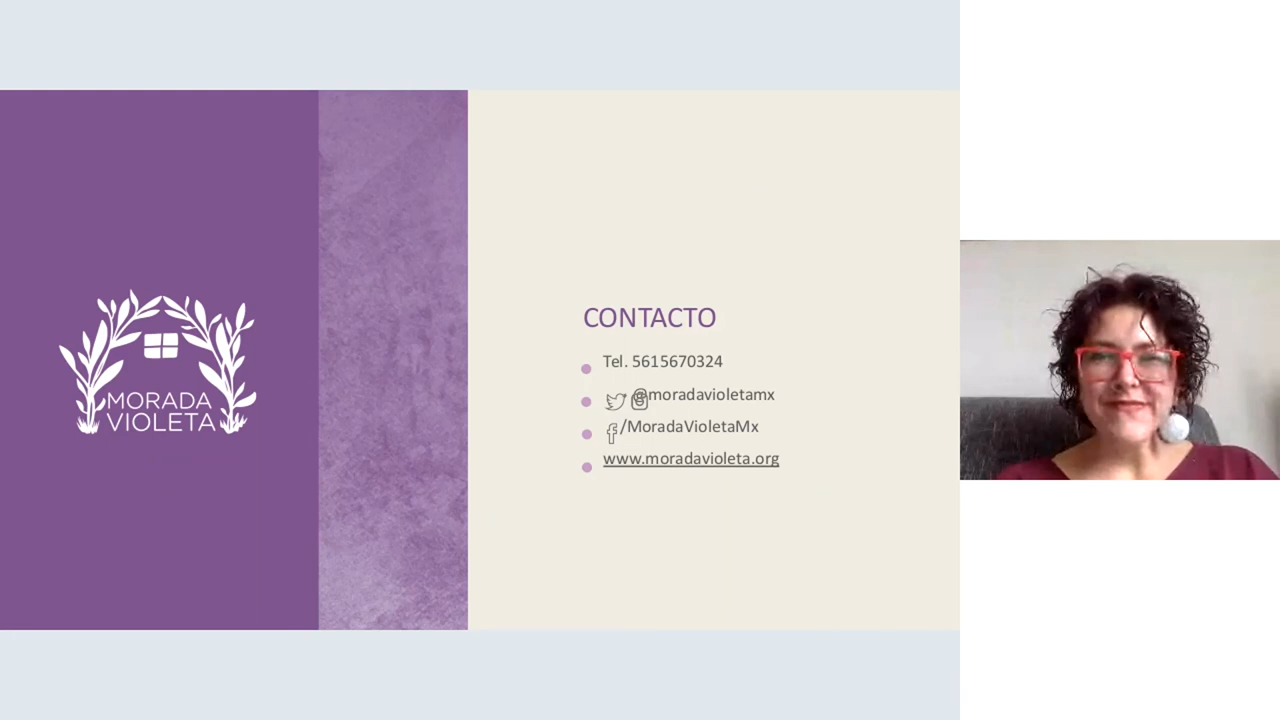 MORADA
VIOLETA
CONTACTO
Tel. 5615670324
@moradavioletamx
/MoradaVioletaMx
www.moradavioleta.org